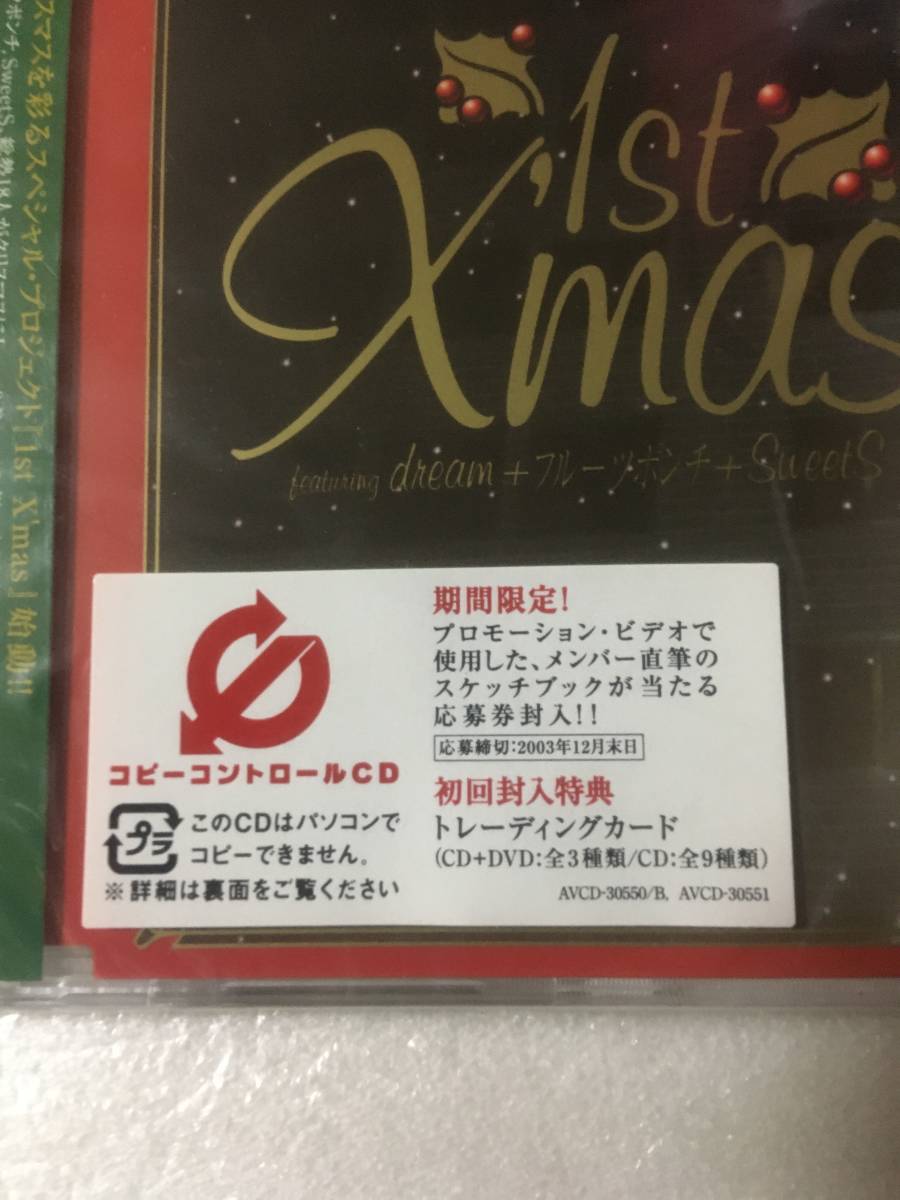 スマスを彩るスペシャル・プロジェクト『1st X'mas』始動!!
1st
X'mas
featuring dream+フルーツポンチ+SweetS
コピーコントロールCD
プラ
このCDはパソコンで
コピーできません。
※詳細は裏面をご覧ください
期間限定!
プロモーション・ビデオで
使用した、メンバー直筆の
スケッチブックが当たる
応募券封入!!
応募締切:2003年12月末日
初回封入特典
トレーディングカード
(CD+DVD:全3種類/CD:全9種類)
AVCD-30550/B, AVCD-30551